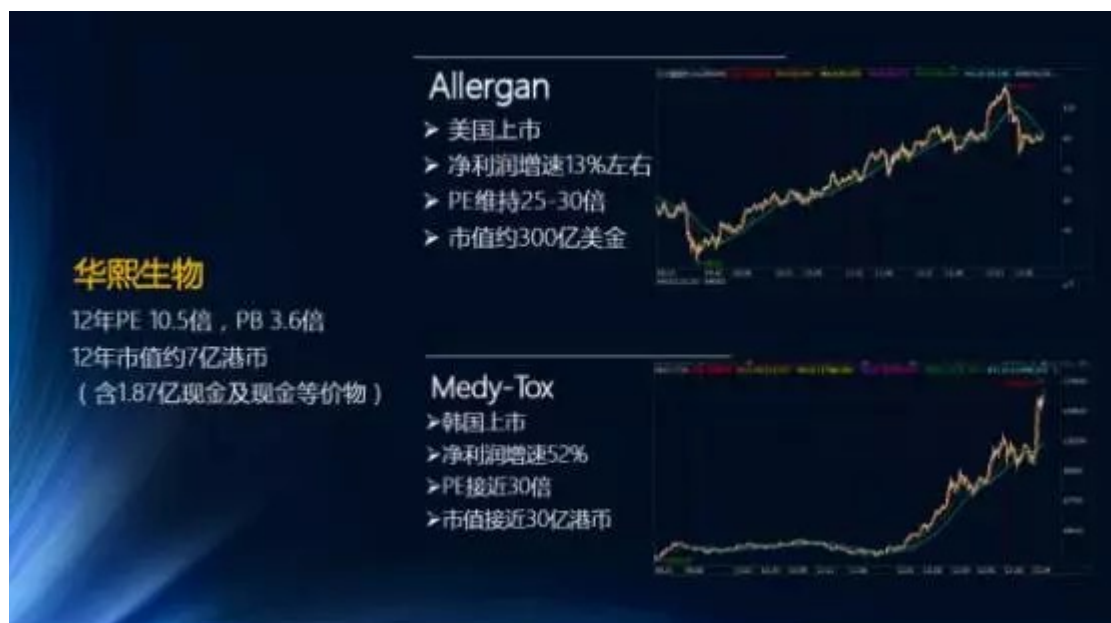 华熙生物
12年PE 10.5倍，PB 3.6倍
12年市值约7亿港币
（含1.87亿现金及现金等价物）
Allergan
➤ 美国上市
➤ 净利润增速13%左右
➤ PE维持25-30倍
➤ 市值约300亿美金
Medy-Tox
➤韩国上市
➤净利润增速52%
➤PE接近30倍
➤市值接近30亿港币